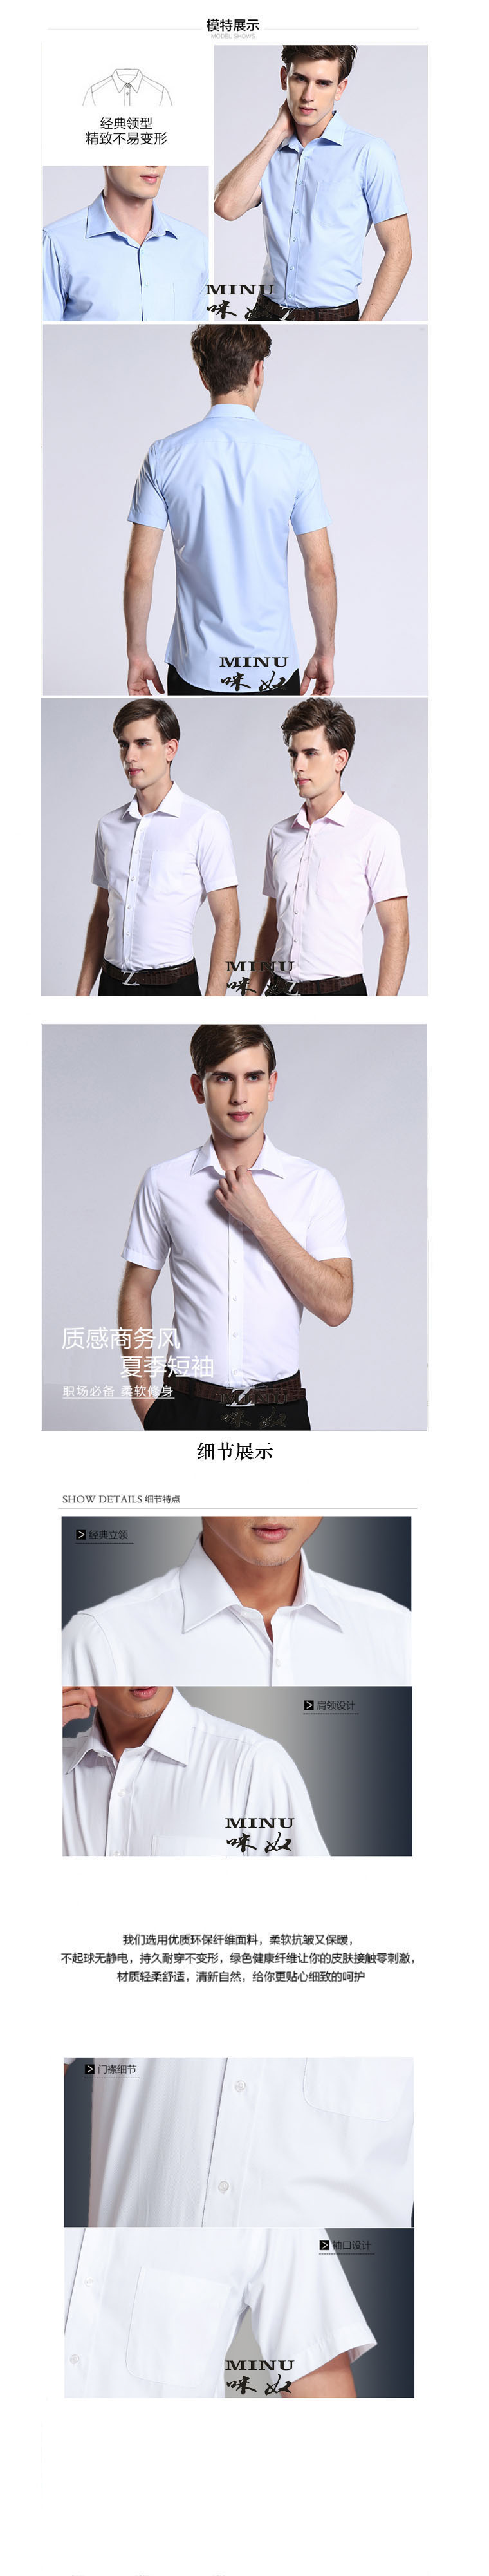 模特展示
MODEL SHOWS
经典领型
精致不易变形
MINU
咪奴
MINU
咪奴
MINU
咪奴
质感商务风
夏季短袖
职场必备 柔软修身
MINU
咪奴
细节展示
SHOW DETAILS 细节特点
经典立领
肩领设计
MINU
咪奴
我们选用优质环保纤维面料，柔软抗皱又保暖，
不起球无静电，持久耐穿不变形，绿色健康纤维让你的皮肤接触零刺激，
材质轻柔舒适，清新自然，给你更贴心细致的呵护
门襟细节
袖口设计
MINU
咪奴